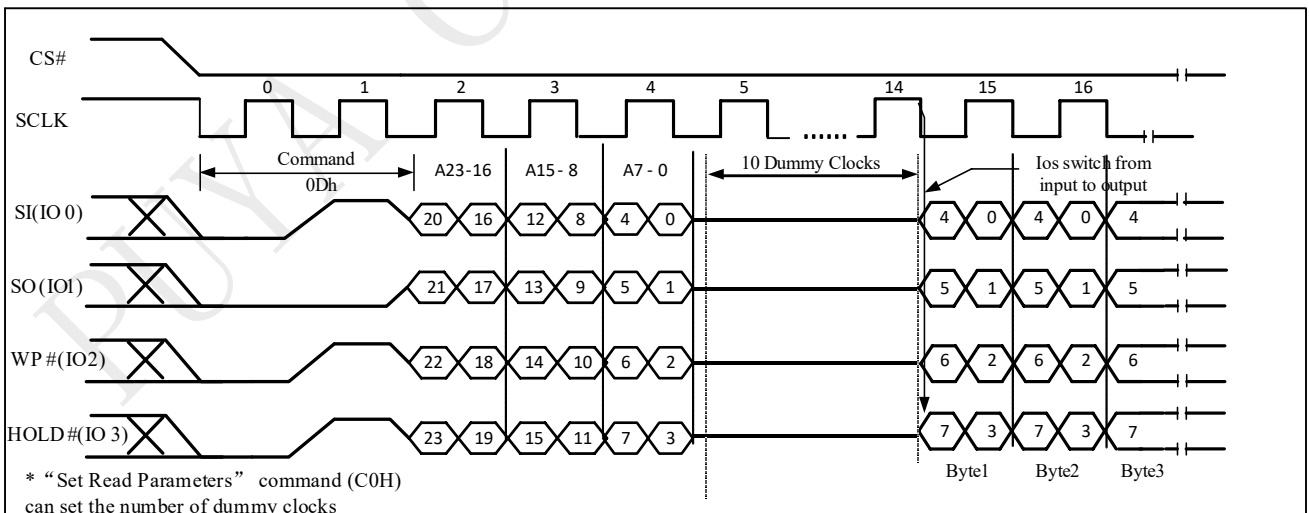 PUYA
CS#
0 1 2 3 4 5 14 15 16
SCLK
......
Command
0Dh
A23-16 A15-8 A7-0
10 Dummy Clocks
Ios switch from
input to output
SI(IO 0) 20 16 12 8 4 0 4 0 4 0 4
SO(IO1) 21 17 13 9 5 1 5 1 5 1 5
WP #(IO2) 22 18 14 10 6 2 6 2 6 2 6
HOLD #(IO 3) 23 19 15 11 7 3 7 3 7 3 7
Byte1 Byte2 Byte3
* “Set Read Parameters” command (C0H)
can set the number of dummy clocks